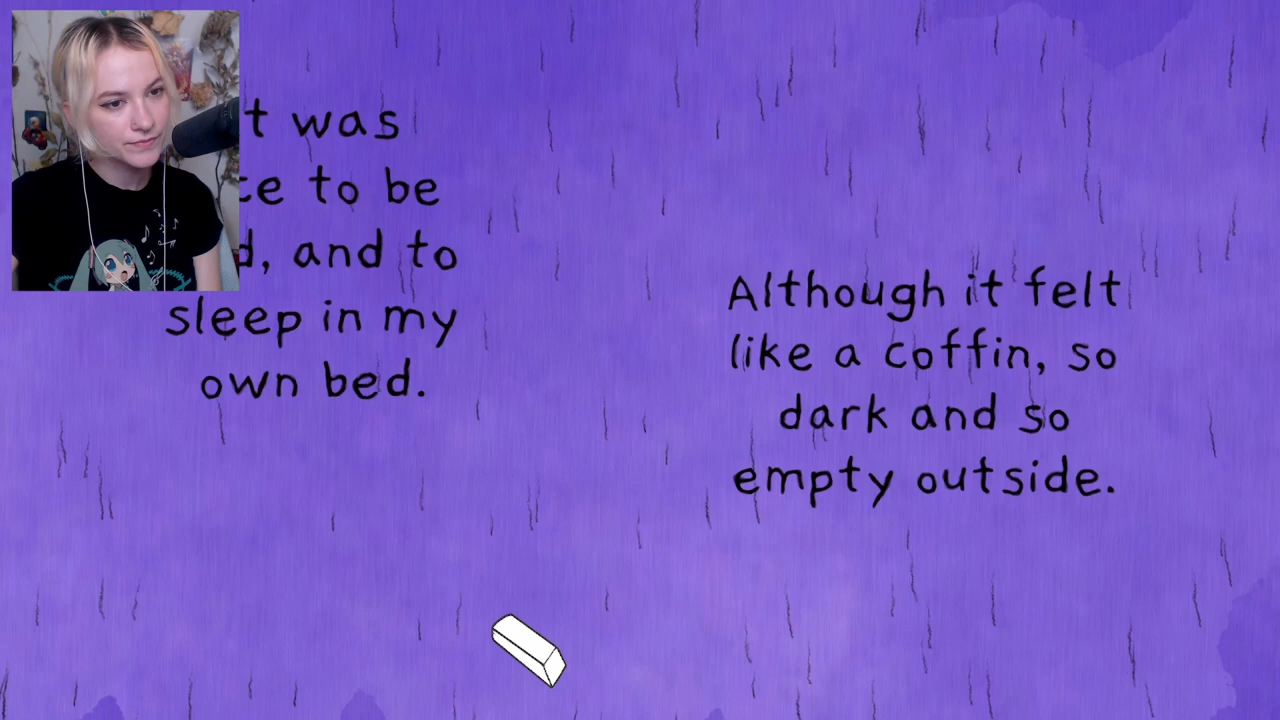 was
to be
and to
sleep in my
own bed.
Although it felt
like a coffin, so
dark and so
empty outside.